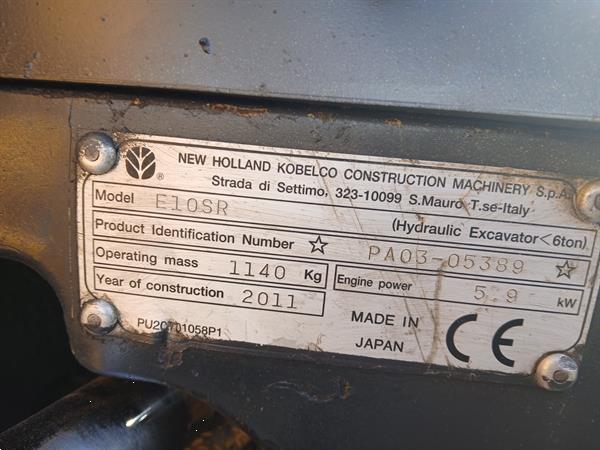 NEW HOLLAND KOBELCO CONSTRUCTION MACHINERY S.p.A.
Strada di Settimo, 323-10099 S.Mauro T.se-Italy
Model E10SR (Hydraulic Excavator<6ton)
Product Identification Number ☆ PA03-05389 ☆
Operating mass 1140 Kg Engine power 5.9 kW
Year of construction 2011
MADE IN JAPAN
CE
PU20T01058P1
®